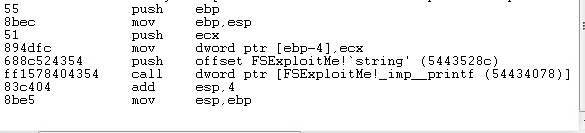 55 push ebp
8bec mov ebp,esp
51 push ecx
894dfc mov dword ptr [ebp-4],ecx
688c524354 push offset FSExploitMe!`string' (5443528c)
ff1578404354 call dword ptr [FSExploitMe!_imp__printf (54434078)]
83c404 add esp,4
8be5 mov esp,ebp